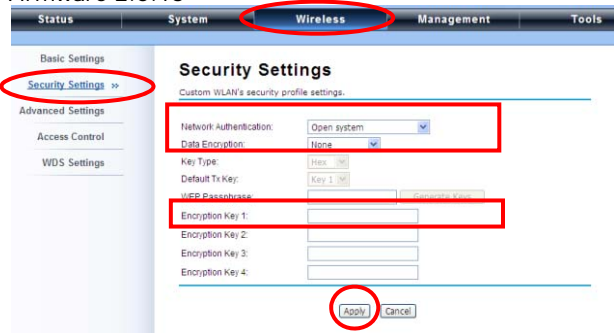 Status System Wireless Management Tools
Basic Settings
Security Settings »
Advanced Settings
Access Control
WDS Settings
Security Settings
Custom WLAN's security profile settings.
Network Authentication: Open system
Data Encryption: None
Key Type: Hex
Default Tx Key: Key 1
WEP Passphrase: Generate Keys
Encryption Key 1:
Encryption Key 2:
Encryption Key 3:
Encryption Key 4:
Apply Cancel